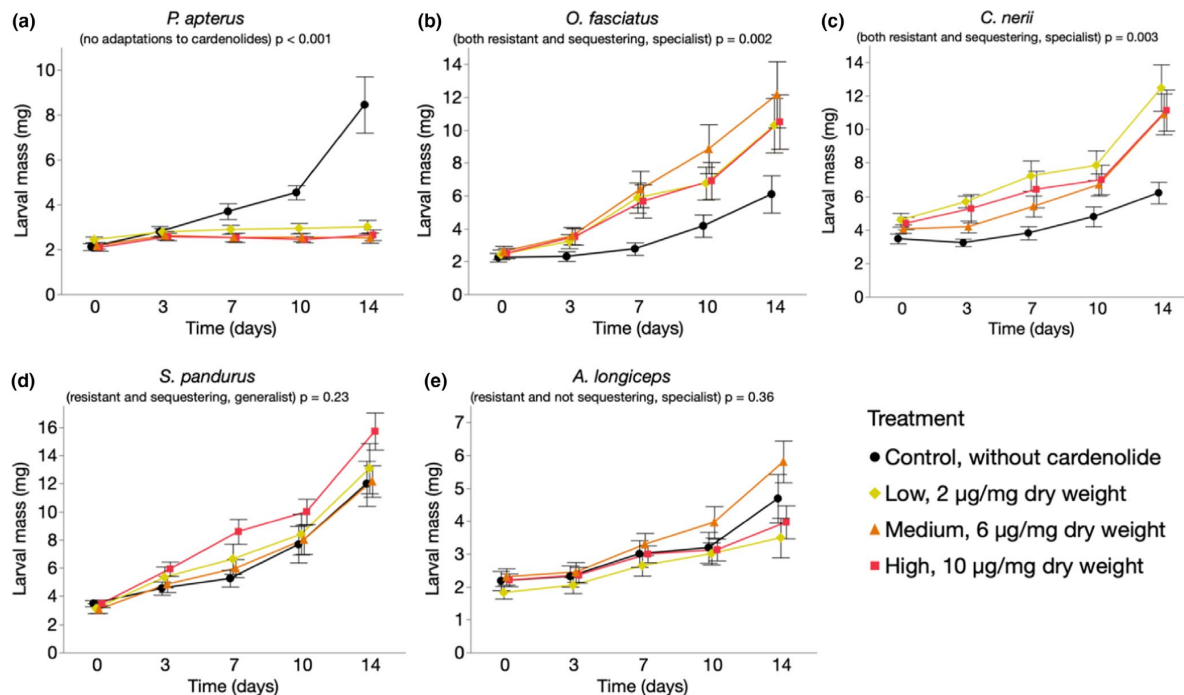 (a)
P. apterus
(no adaptations to cardenolides) p < 0.001
Larval mass (mg)
10
8
6
4
2
0
0 3 7 10 14
Time (days)
(b)
O. fasciatus
(both resistant and sequestering, specialist) p = 0.002
Larval mass (mg)
14
12
10
8
6
4
2
0
0 3 7 10 14
Time (days)
(c)
C. nerii
(both resistant and sequestering, specialist) p = 0.003
Larval mass (mg)
14
12
10
8
6
4
2
0
0 3 7 10 14
Time (days)
(d)
S. pandurus
(resistant and sequestering, generalist) p = 0.23
Larval mass (mg)
16
14
12
10
8
6
4
2
0
0 3 7 10 14
Time (days)
(e)
A. longiceps
(resistant and not sequestering, specialist) p = 0.36
Larval mass (mg)
7
6
5
4
3
2
1
0
0 3 7 10 14
Time (days)
Treatment
Control, without cardenolide
Low, 2 µg/mg dry weight
Medium, 6 µg/mg dry weight
High, 10 µg/mg dry weight